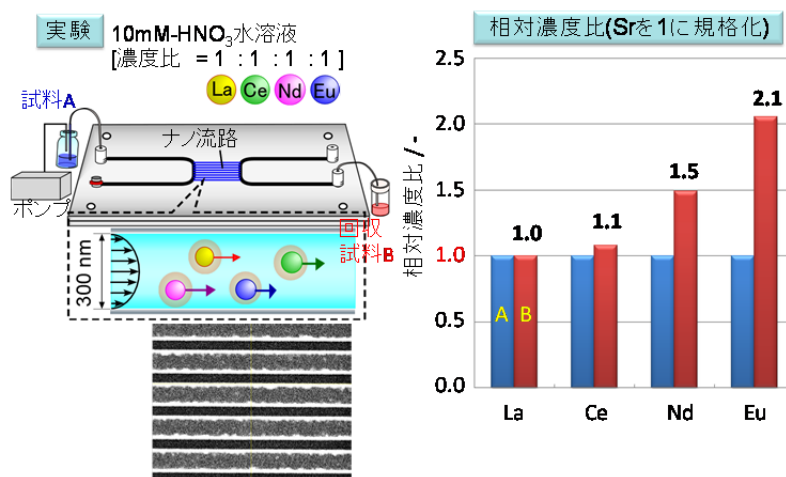 実験
10mM-HNO3水溶液
[濃度比 = 1 : 1 : 1 : 1 ]
La Ce Nd Eu
試料A
ナノ流路
ポンプ
回収
試料B
300 nm
相対濃度比(Srを1に規格化)
相対濃度比 / -
2.5
2.0
1.5
1.0
0.5
0.0
1.0
1.1
1.5
2.1
A B
La Ce Nd Eu